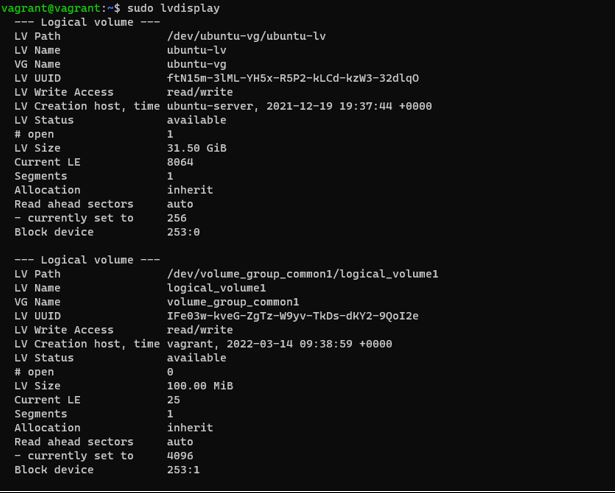 vagrant@vagrant:~$ sudo lvdisplay
--- Logical volume ---
LV Path                /dev/ubuntu-vg/ubuntu-lv
LV Name                ubuntu-lv
VG Name                ubuntu-vg
LV UUID                ftN15m-3lML-YH5x-R5P2-kLCd-kzW3-32dlqO
LV Write Access        read/write
LV Creation host, time ubuntu-server, 2021-12-19 19:37:44 +0000
LV Status              available
# open                 1
LV Size                31.50 GiB
Current LE             8064
Segments               1
Allocation             inherit
Read ahead sectors     auto
- currently set to     256
Block device           253:0
--- Logical volume ---
LV Path                /dev/volume_group_common1/logical_volume1
LV Name                logical_volume1
VG Name                volume_group_common1
LV UUID                IFe03w-kveG-ZgTz-W9yv-TkDs-dKY2-9QoI2e
LV Write Access        read/write
LV Creation host, time vagrant, 2022-03-14 09:38:59 +0000
LV Status              available
# open                 0
LV Size                100.00 MiB
Current LE             25
Segments               1
Allocation             inherit
Read ahead sectors     auto
- currently set to     4096
Block device           253:1